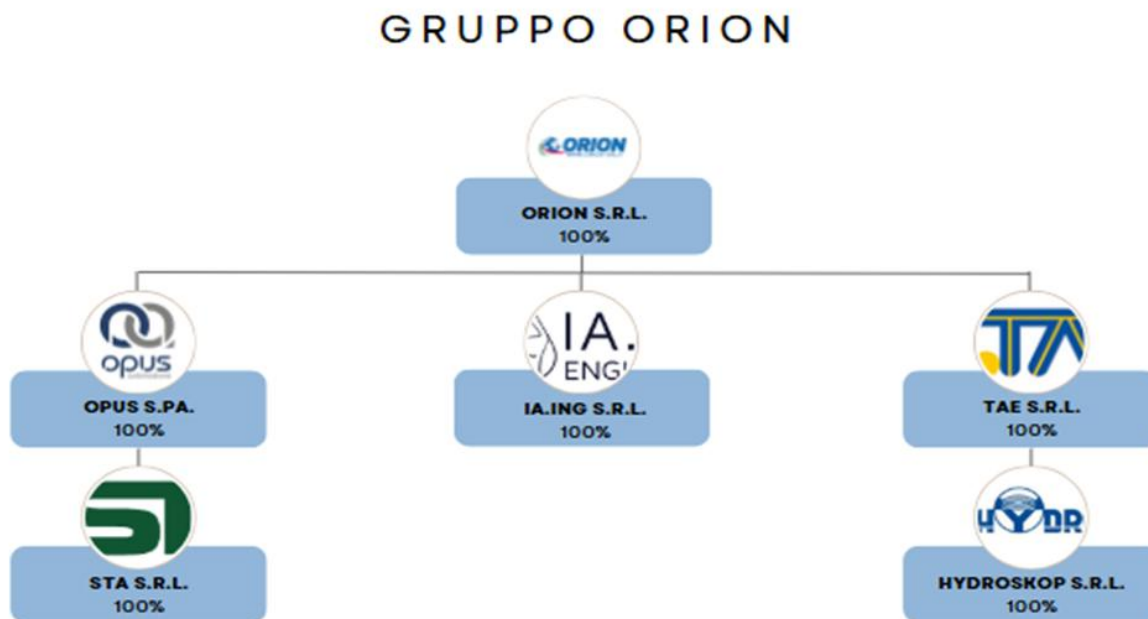 GRUPPO ORION
ORION
ORION S.R.L.
100%
opus
OPUS S.PA.
100%
IA.
ENG
IA.ING S.R.L.
100%
TAE S.R.L.
100%
STA S.R.L.
100%
HYDR
HYDROSKOP S.R.L.
100%